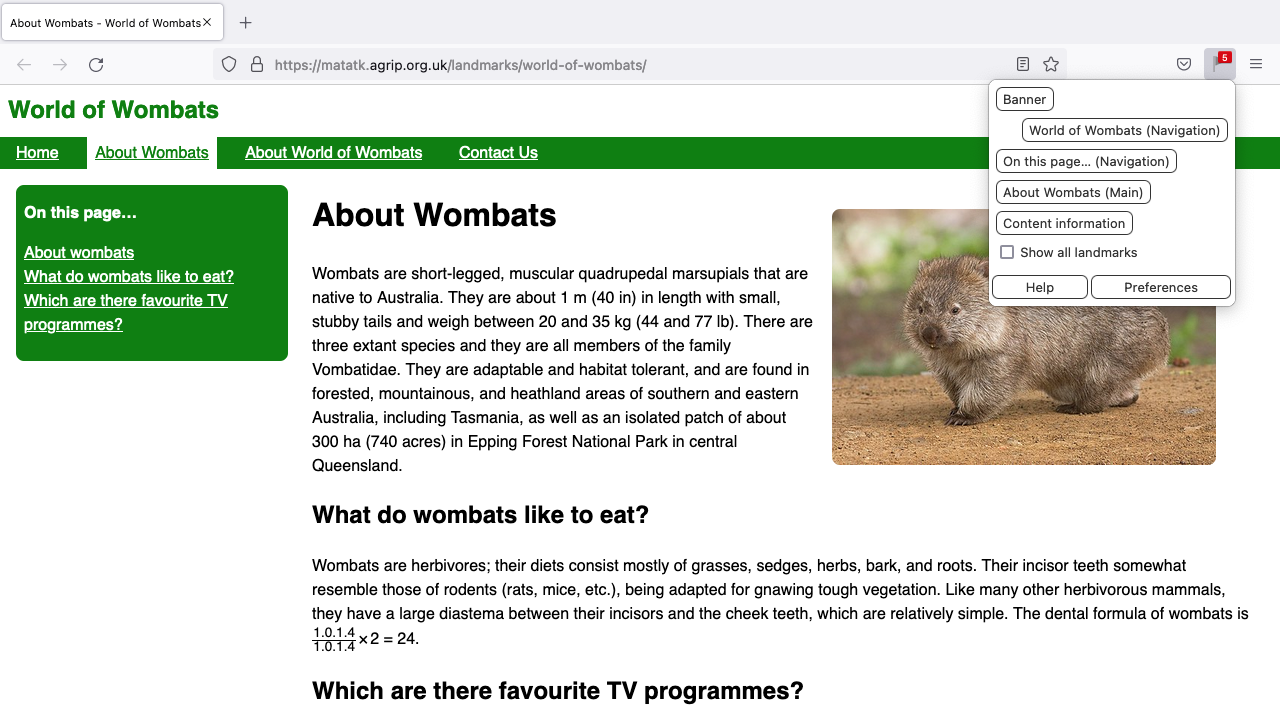 About Wombats - World of Wombats
https://matatk.agrip.org.uk/landmarks/world-of-wombats/
5
World of Wombats
Home About Wombats About World of Wombats Contact Us
Banner
World of Wombats (Navigation)
On this page... (Navigation)
About Wombats (Main)
Content information
Show all landmarks
Help Preferences
On this page…
About wombats
What do wombats like to eat?
Which are there favourite TV
programmes?
About Wombats
Wombats are short-legged, muscular quadrupedal marsupials that are
native to Australia. They are about 1 m (40 in) in length with small,
stubby tails and weigh between 20 and 35 kg (44 and 77 lb). There are
three extant species and they are all members of the family
Vombatidae. They are adaptable and habitat tolerant, and are found in
forested, mountainous, and heathland areas of southern and eastern
Australia, including Tasmania, as well as an isolated patch of about
300 ha (740 acres) in Epping Forest National Park in central
Queensland.
What do wombats like to eat?
Wombats are herbivores; their diets consist mostly of grasses, sedges, herbs, bark, and roots. Their incisor teeth somewhat
resemble those of rodents (rats, mice, etc.), being adapted for gnawing tough vegetation. Like many other herbivorous mammals,
they have a large diastema between their incisors and the cheek teeth, which are relatively simple. The dental formula of wombats is
1.0.1.4
1.0.1.4 × 2 = 24.
Which are there favourite TV programmes?